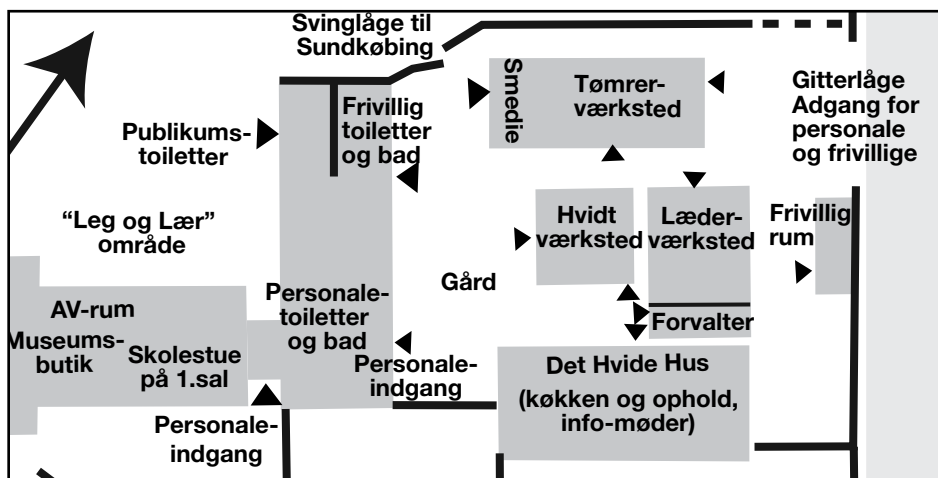 Svinglåge til
Sundkøbing
Smedie
Tømrer-
værksted
Gitterlåge
Adgang for
personale
og frivillige
Publikums-
toiletter
Frivillig
toiletter
og bad
“Leg og Lær”
område
Hvidt
værksted
Læder-
værksted
Frivillig
rum
Gård
AV-rum
Museums-
butik
Skolestue
på 1.sal
Personale-
toiletter
og bad
Forvalter
Personale-
indgang
Det Hvide Hus
(køkken og ophold,
info-møder)
Personale-
indgang